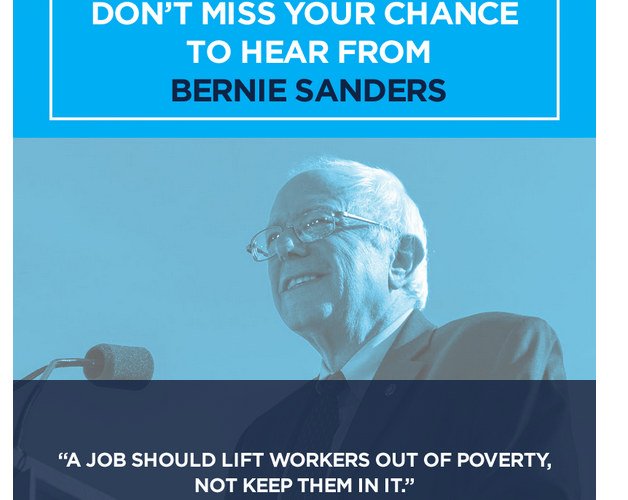 DON’T MISS YOUR CHANCE
TO HEAR FROM
BERNIE SANDERS
“A JOB SHOULD LIFT WORKERS OUT OF POVERTY,
NOT KEEP THEM IN IT.”